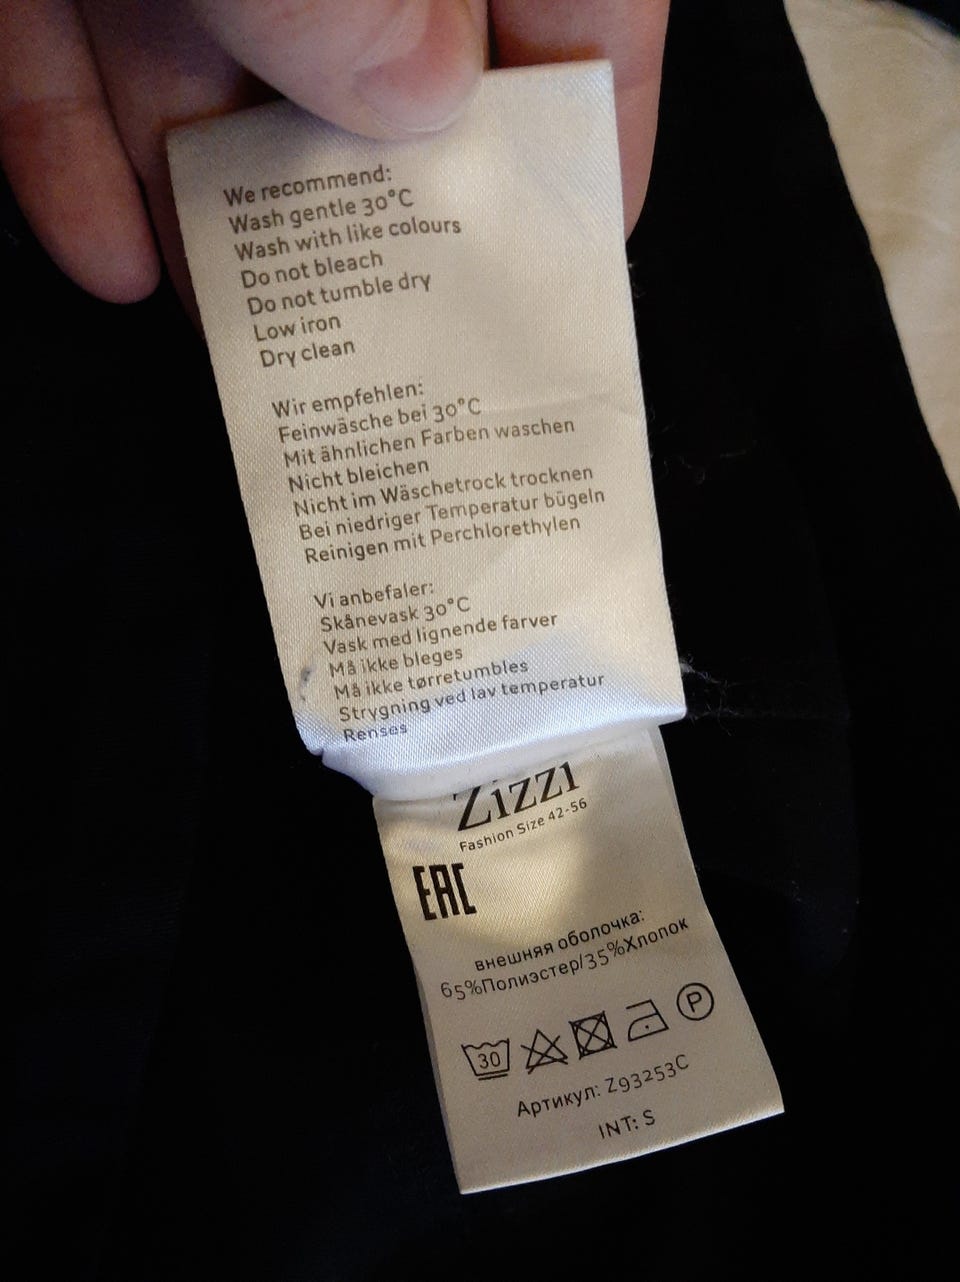 We recommend:
Wash gentle 30°C
Wash with like colours
Do not bleach
Do not tumble dry
Low iron
Dry clean
Wir empfehlen:
Feinwäsche bei 30°C
Mit ähnlichen Farben waschen
Nicht bleichen
Nicht im Wäschetrock trocknen
Bei niedriger Temperatur bügeln
Reinigen mit Perchlorethylen
Vi anbefaler:
Skånevask 30°C
Vask med lignende farver
Må ikke bleges
Må ikke tørretumbles
Strygning ved lav temperatur
Renses
Zizzi
Fashion Size 42-56
EAC
внешняя оболочка:
65%Полиэстер/35%Хлопок
30 P
Артикул: Z93253C
INT: S